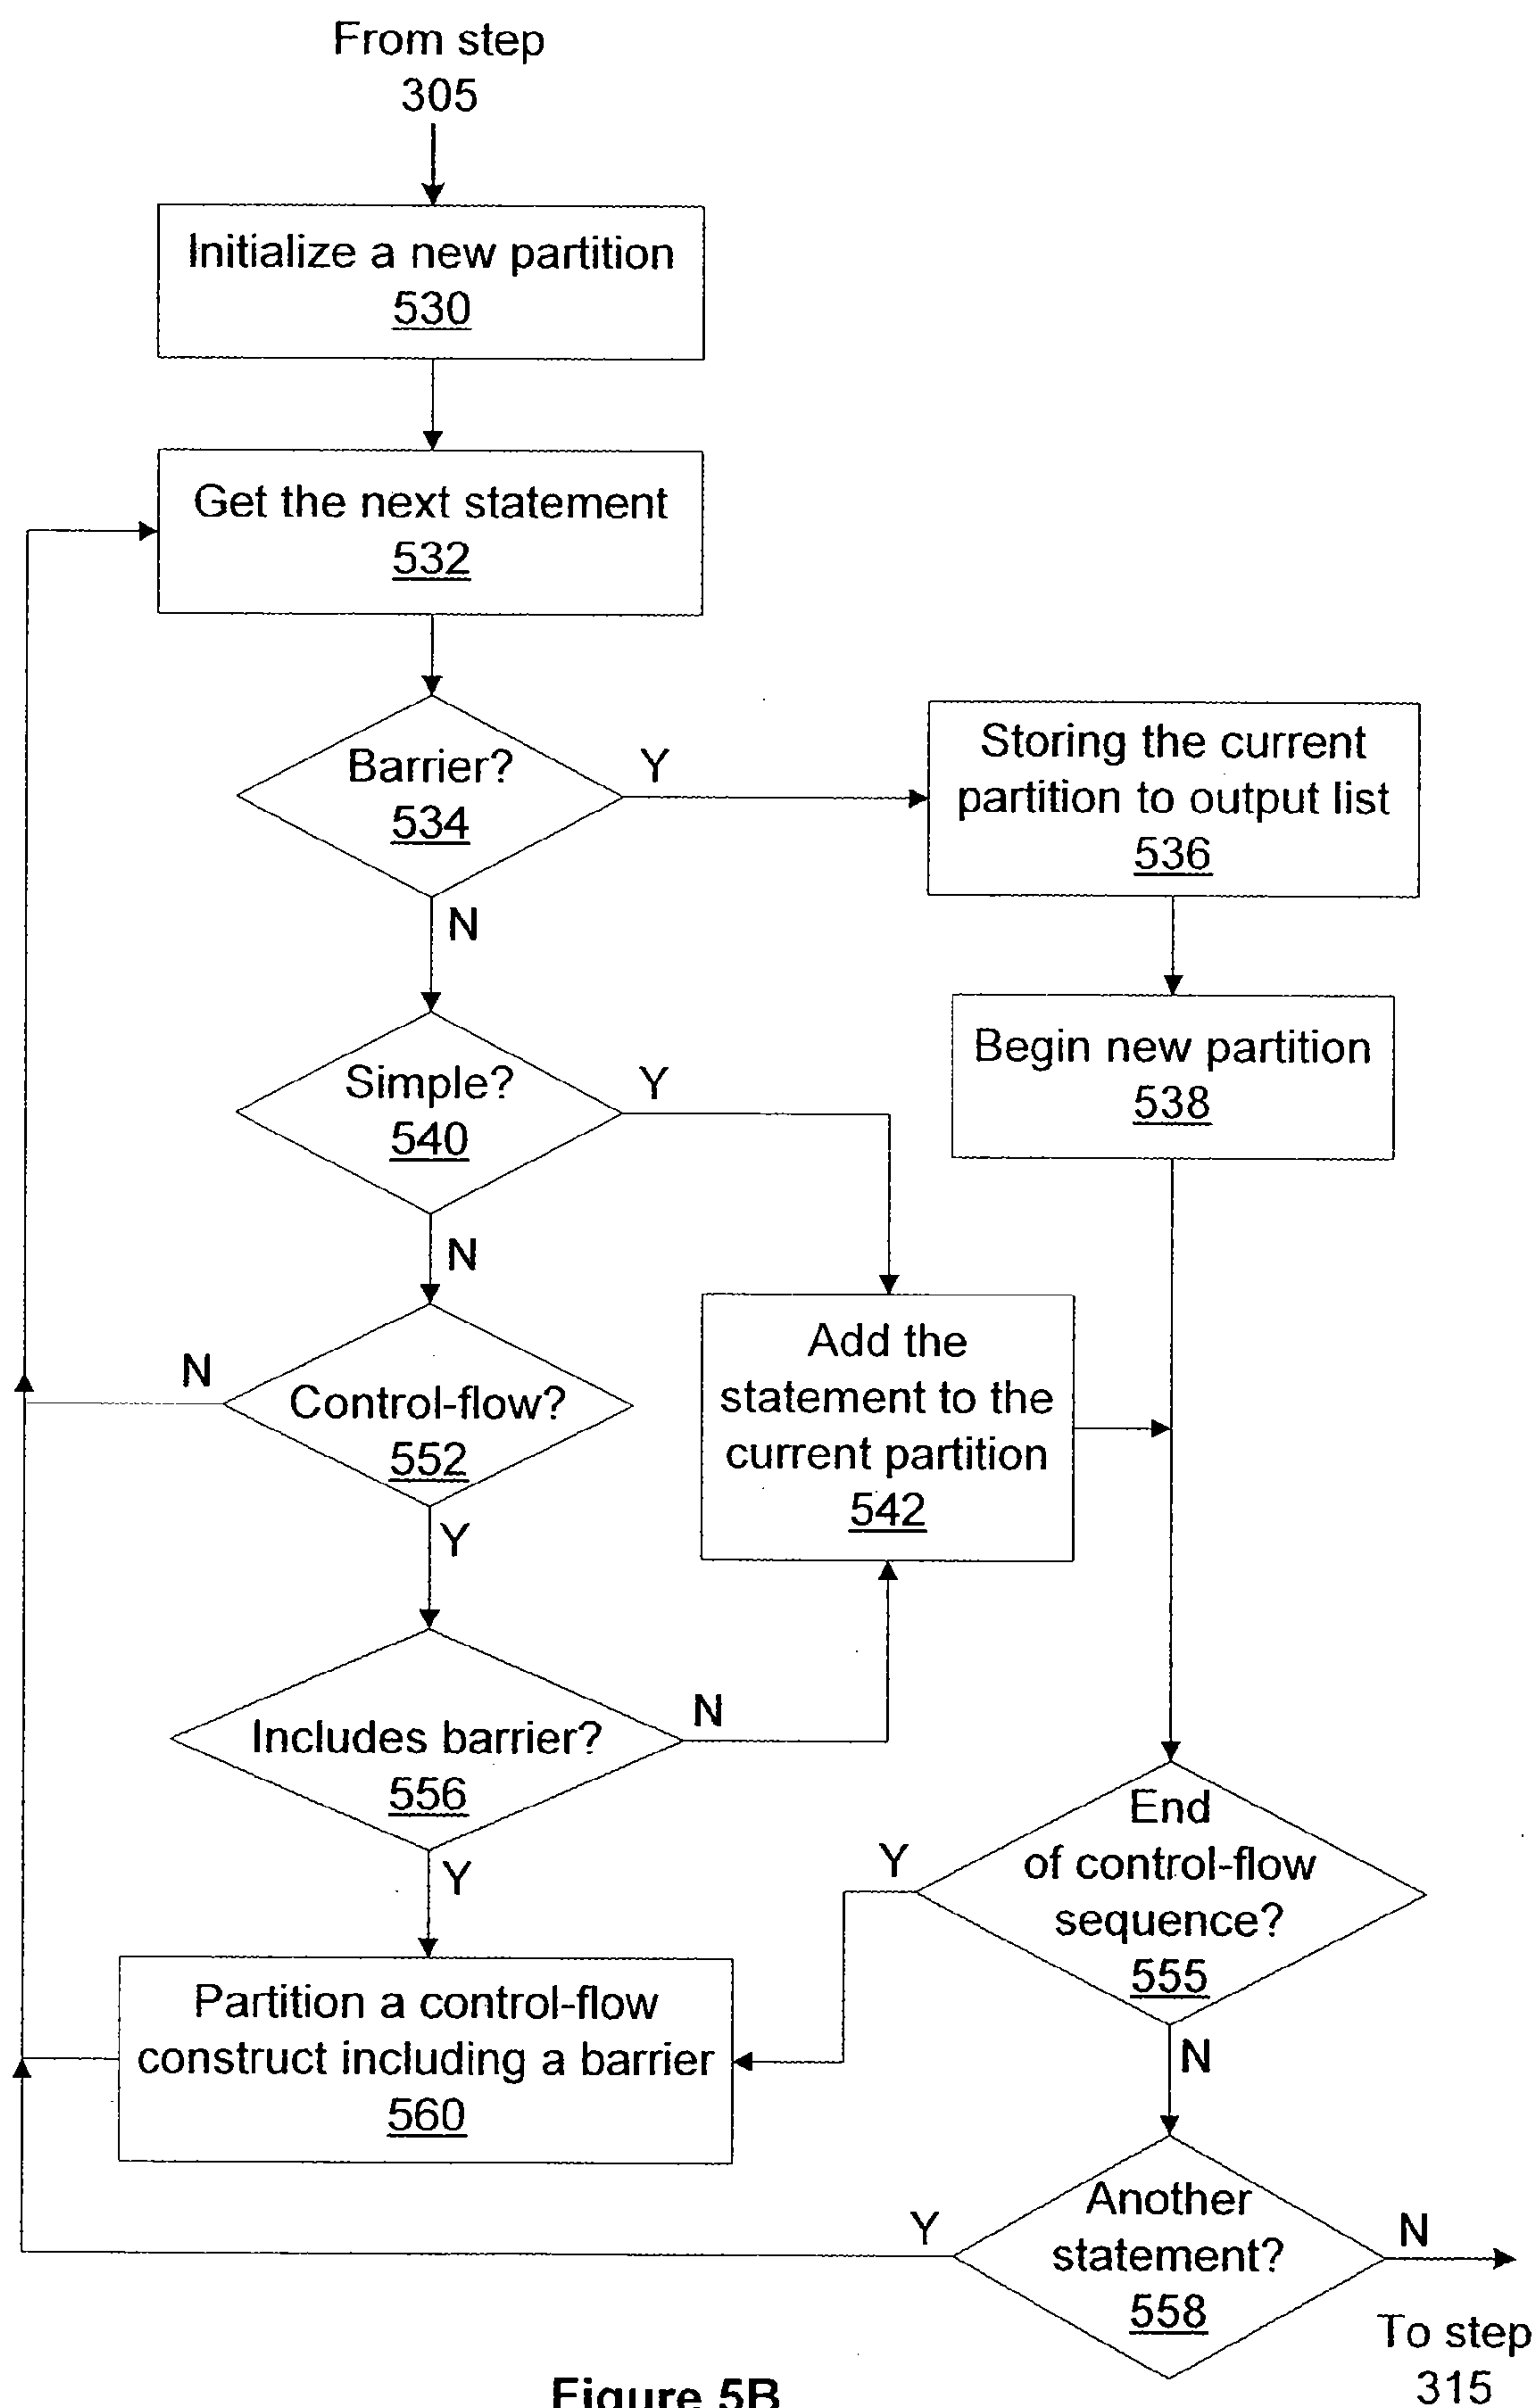 From step
305
Initialize a new partition
530
Get the next statement
532
Barrier?
534
Y
N
Storing the current
partition to output list
536
Begin new partition
538
Simple?
540
Y
N
Control-flow?
552
N
Y
Add the
statement to the
current partition
542
Includes barrier?
556
N
Y
End
of control-flow
sequence?
555
Y
N
Partition a control-flow
construct including a barrier
560
Another
statement?
558
Y
N
To step
315
Figure 5B